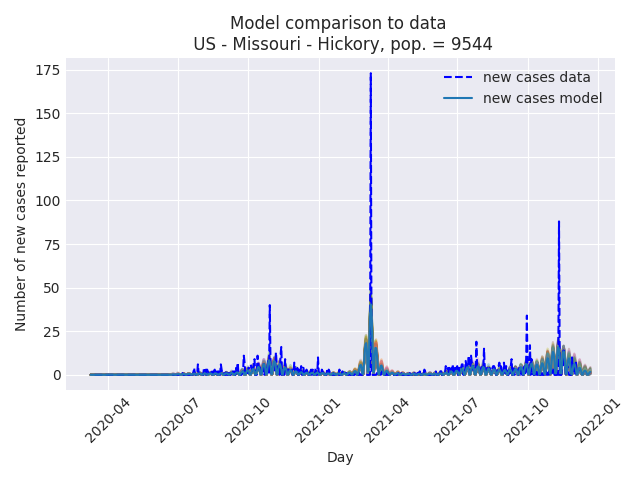 Model comparison to data
US - Missouri - Hickory, pop. = 9544
new cases data
new cases model
Number of new cases reported
175
150
125
100
75
50
25
0
2020-04
2020-07
2020-10
2021-01
2021-04
2021-07
2021-10
2022-01
Day